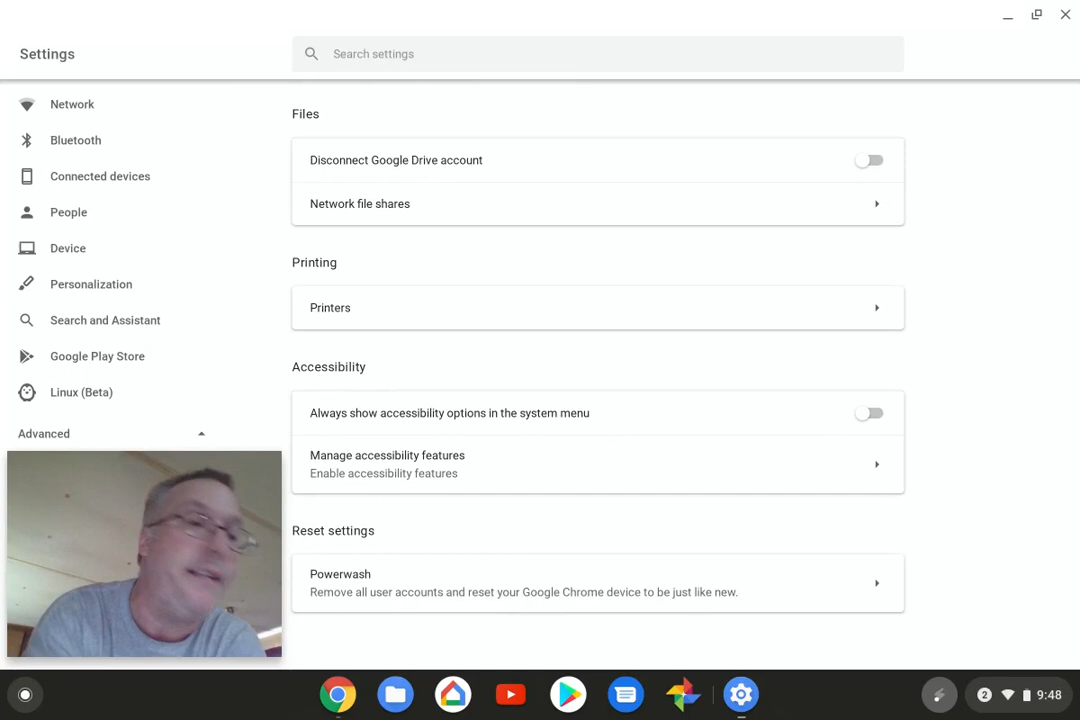 Settings
Search settings
Network
Bluetooth
Connected devices
People
Device
Personalization
Search and Assistant
Google Play Store
Linux (Beta)
Advanced
Files
Disconnect Google Drive account
Network file shares
Printing
Printers
Accessibility
Always show accessibility options in the system menu
Manage accessibility features
Enable accessibility features
Reset settings
Powerwash
Remove all user accounts and reset your Google Chrome device to be just like new.
2 9:48